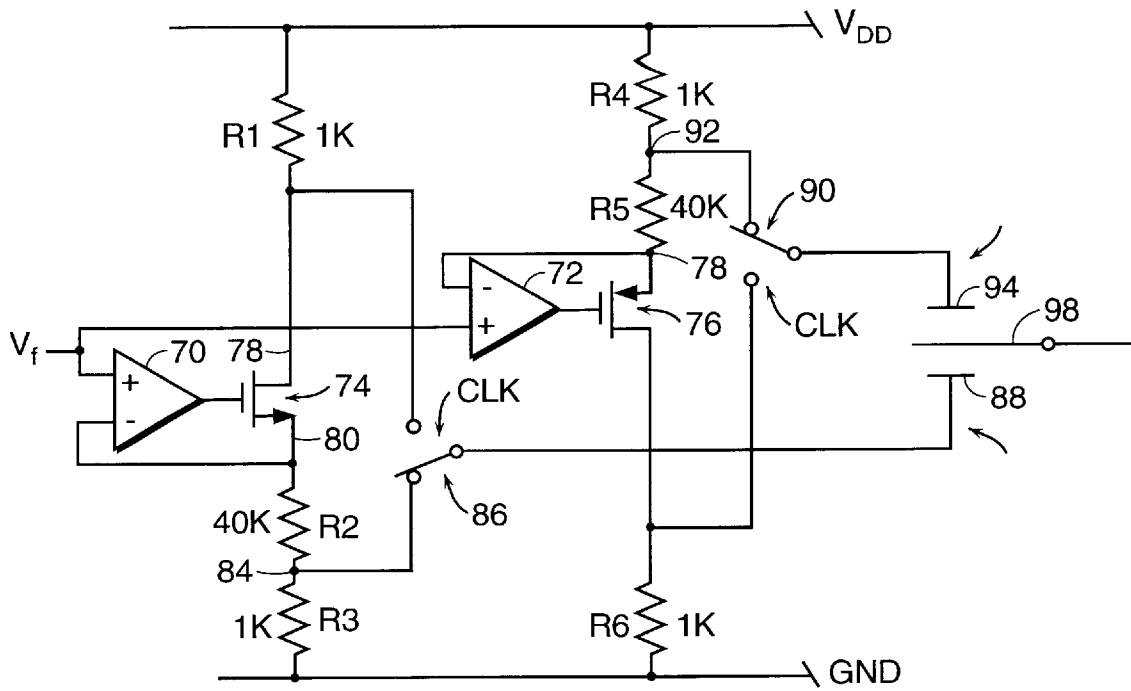 V_DD
R4 1K
92
R1 1K
90
R5 40K
78
72
-
+
76
CLK
94
98
V_f
70
78
+
-
74
CLK
88
80
86
40K R2
84
1K R3
R6 1K
GND